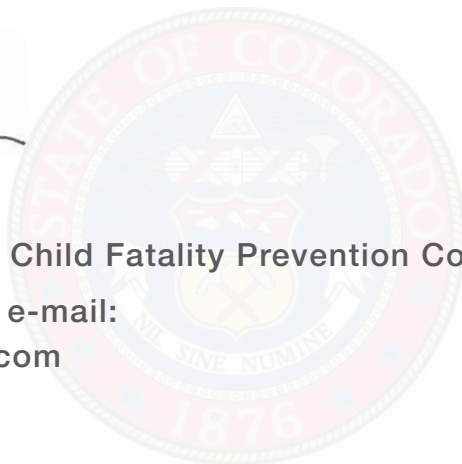 STATE OF COLORADO
Child Fatality Prevention Co
e-mail:
.com
NIL SINE NUMINE
1876